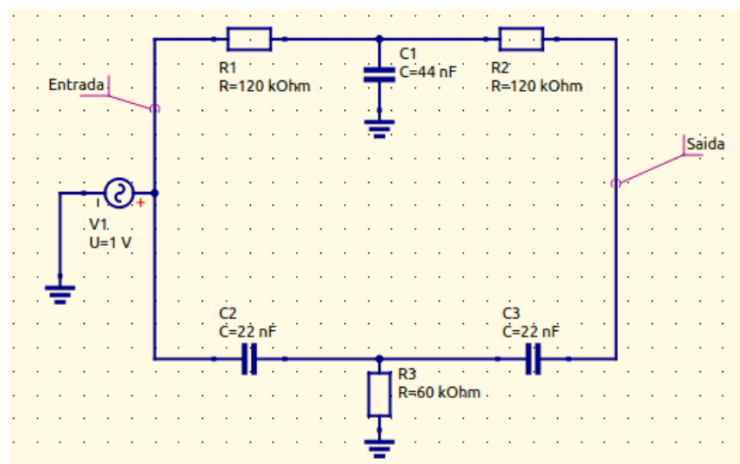 R1
R=120 kOhm
C1
C=44 nF
R2
R=120 kOhm
Entrada
Saida
V1
U=1 V
C2
C=22 nF
C3
C=22 nF
R3
R=60 kOhm